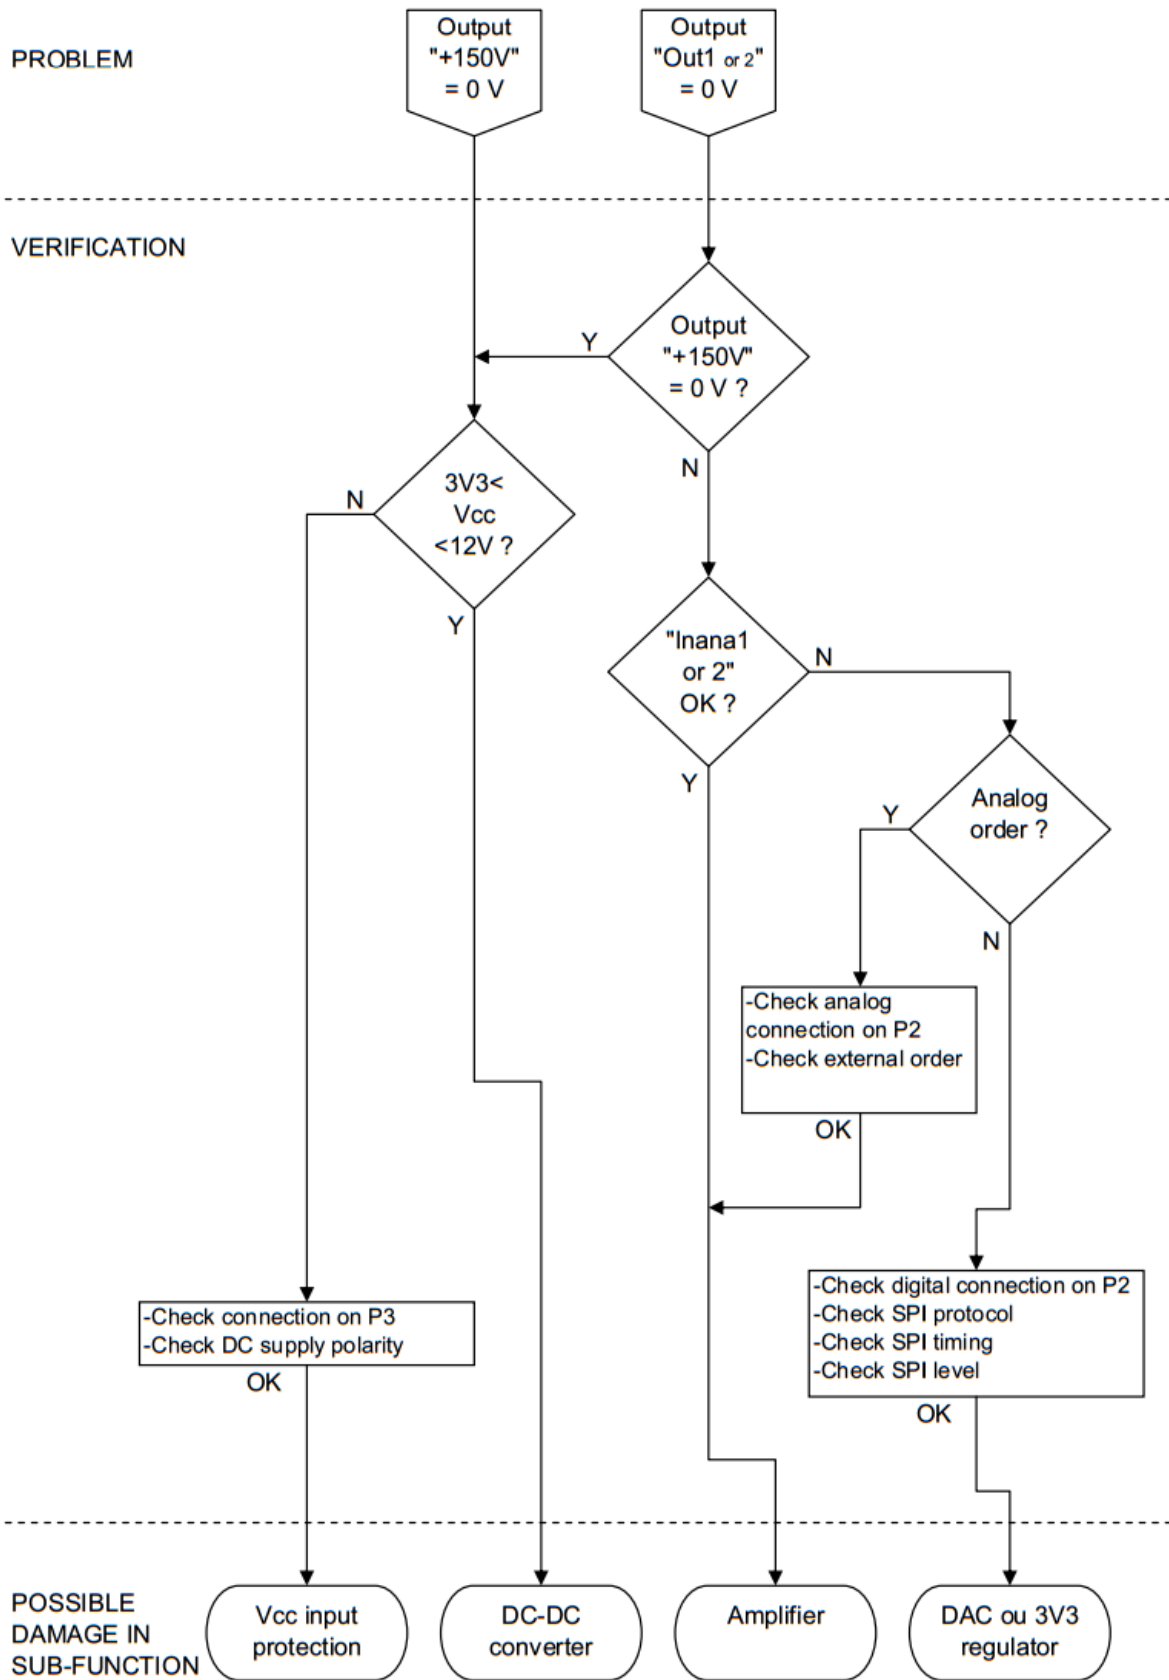 PROBLEM
Output
"+150V"
= 0 V
Output
"Out1 or 2"
= 0 V
VERIFICATION
Output
"+150V"
= 0 V ?
Y
N
3V3<
Vcc
<12V ?
N
Y
"Inana1
or 2"
OK ?
N
Y
Analog
order ?
Y
N
-Check analog
connection on P2
-Check external order
OK
-Check digital connection on P2
-Check SPI protocol
-Check SPI timing
-Check SPI level
OK
-Check connection on P3
-Check DC supply polarity
OK
POSSIBLE
DAMAGE IN
SUB-FUNCTION
Vcc input
protection
DC-DC
converter
Amplifier
DAC ou 3V3
regulator